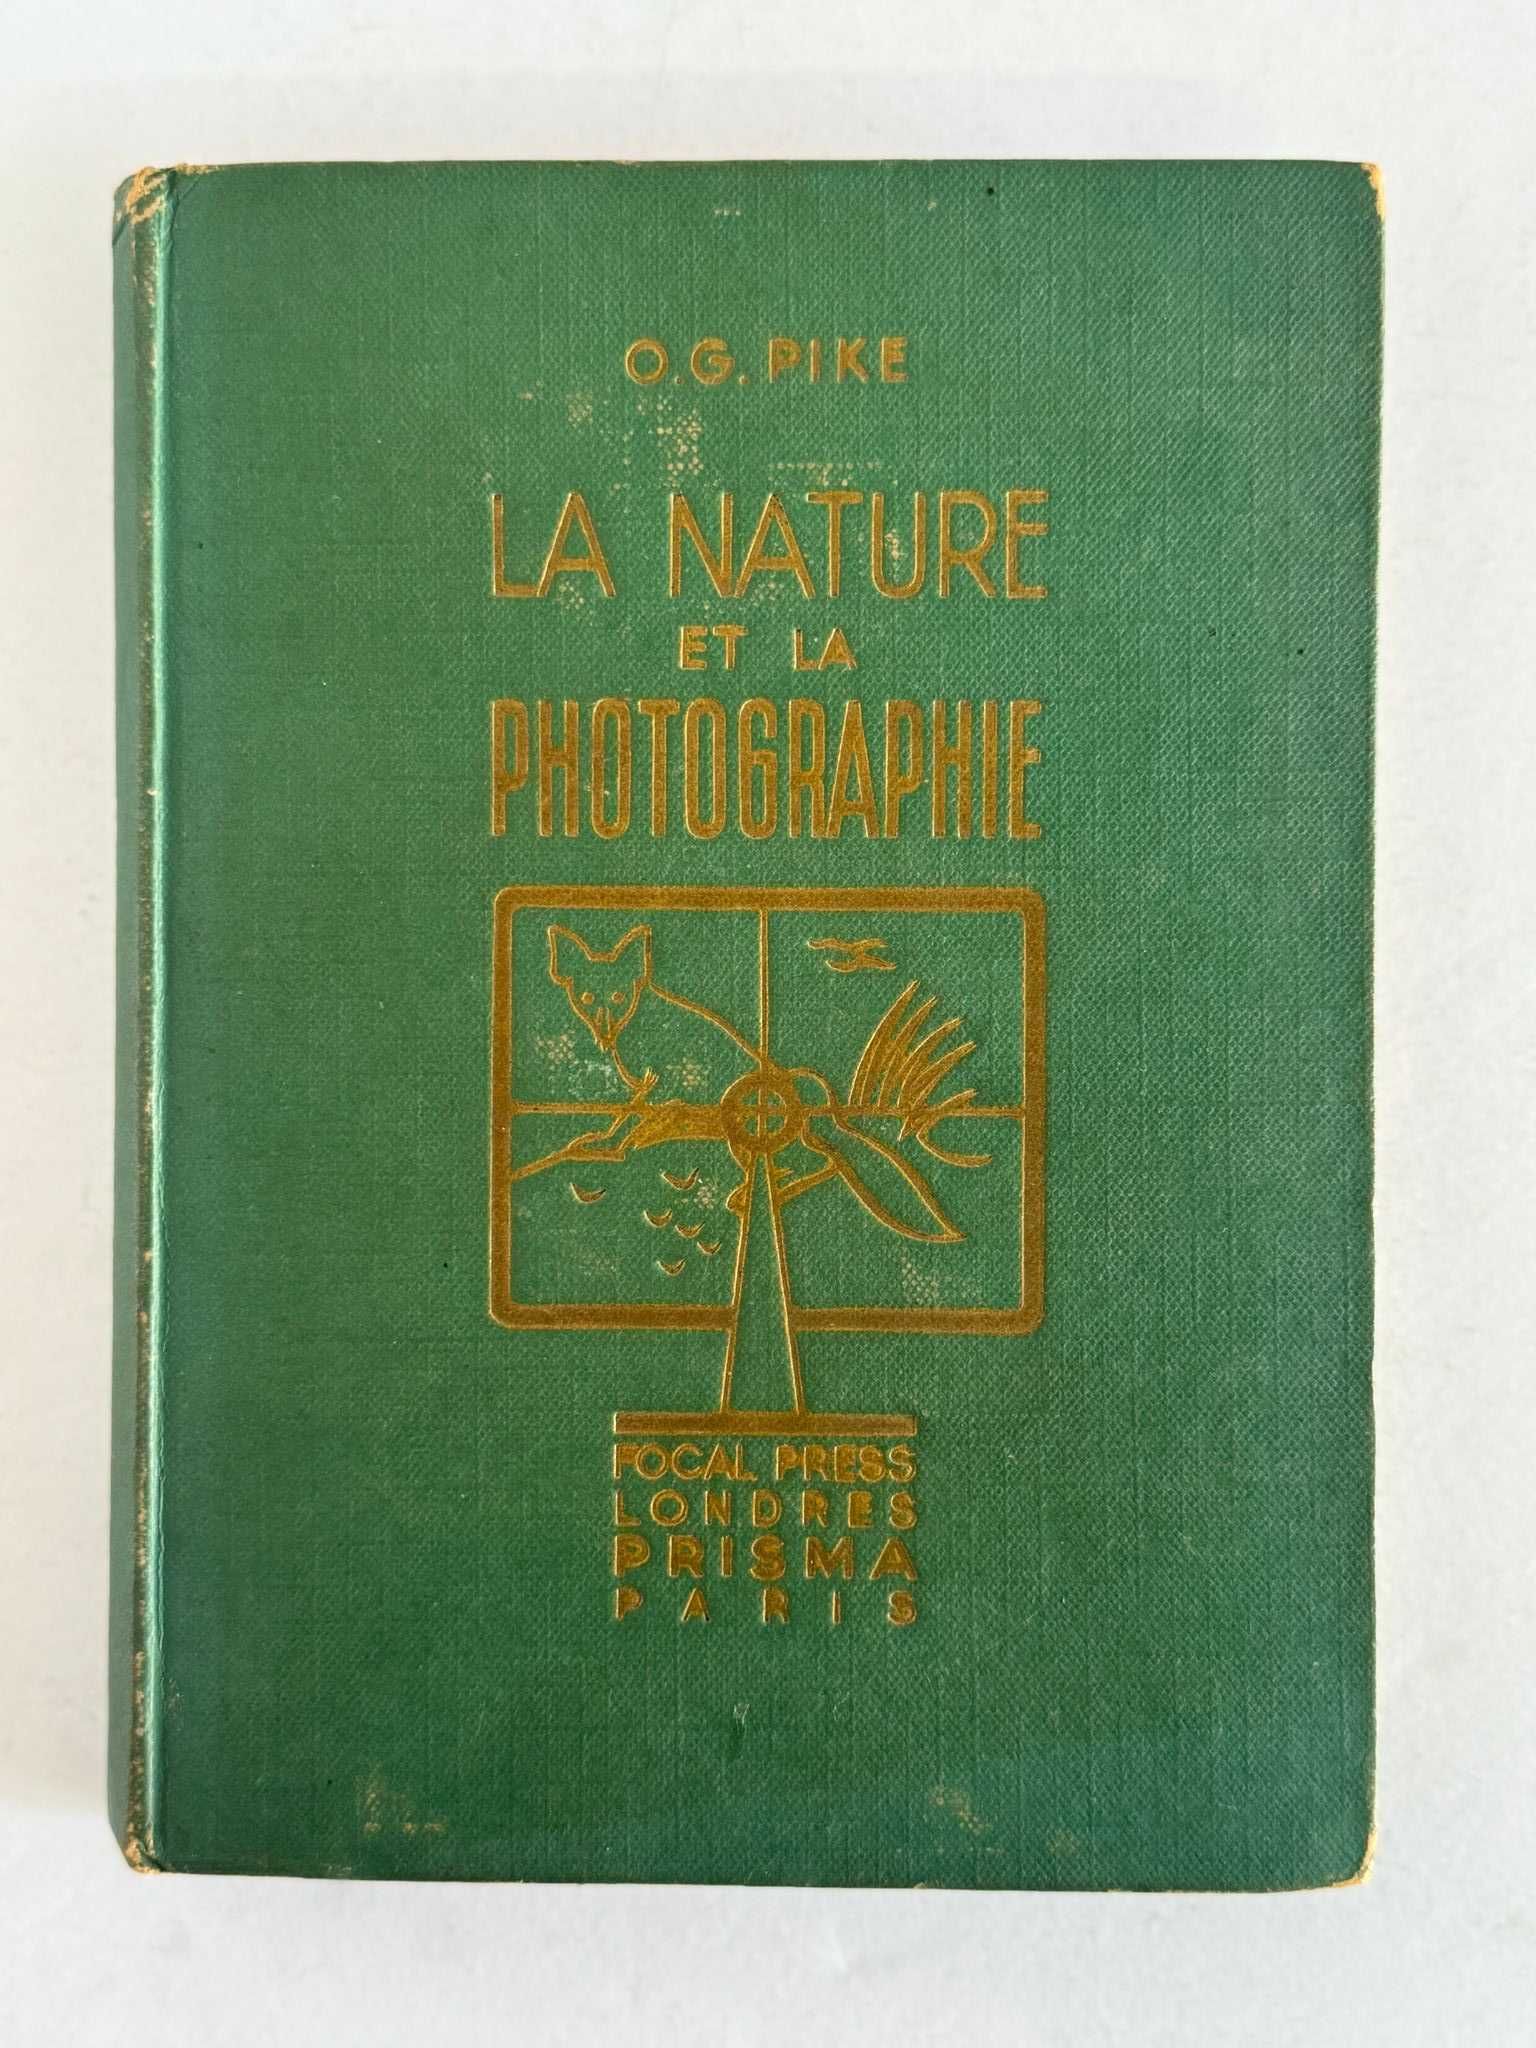 O.G. PIKE
LA NATURE
ET LA
PHOTOGRAPHIE
FOCAL PRESS
LONDRES
PRISMA
PARIS